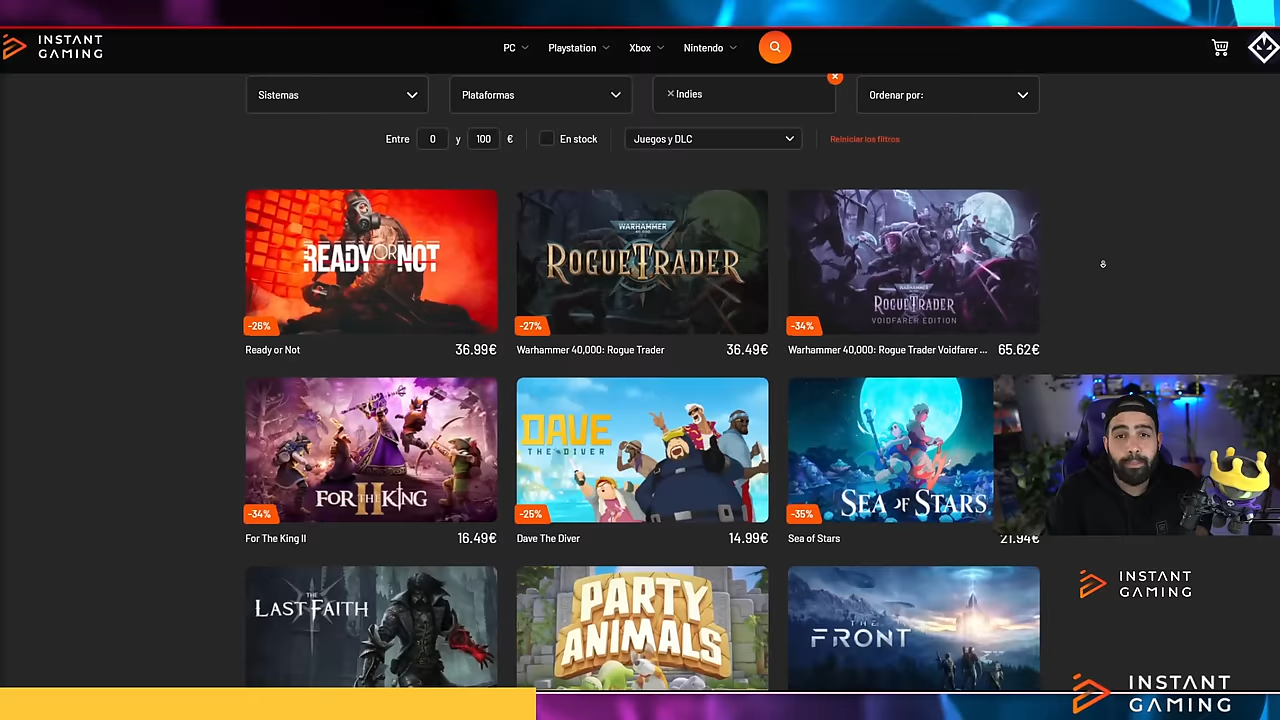 INSTANT
GAMING
PC
Playstation
Xbox
Nintendo
Sistemas
Plataformas
×Indies
Ordenar por:
Entre 0 y 100 €
En stock
Juegos y DLC
Reiniciar los filtros
READY OR NOT
-26%
Ready or Not 36.99€
WARHAMMER
40,000
ROGUE TRADER
-27%
Warhammer 40,000: Rogue Trader 36.49€
WARHAMMER
ROGUE TRADER
VOIDFARER EDITION
-34%
Warhammer 40,000: Rogue Trader Voidfarer ... 65.62€
FOR THE KING
II
-34%
For The King II 16.49€
DAVE
THE DIVER
-25%
Dave The Diver 14.99€
SEA OF STARS
-35%
Sea of Stars 21.94€
THE
LAST FAITH
PARTY
ANIMALS
THE
FRONT
INSTANT
GAMING
INSTANT
GAMING